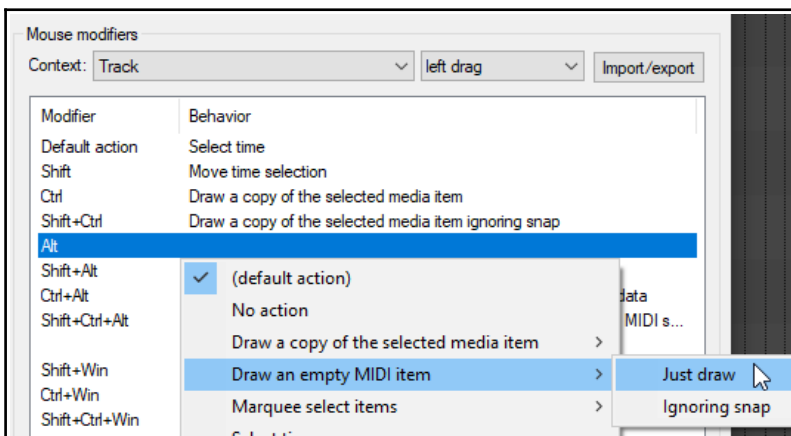 Mouse modifiers
Context: Track left drag Import/export
Modifier Behavior
Default action Select time
Shift Move time selection
Ctrl Draw a copy of the selected media item
Shift+Ctrl Draw a copy of the selected media item ignoring snap
Alt
Shift+Alt (default action)
Ctrl+Alt data
Shift+Ctrl+Alt No action MIDI s...
Draw a copy of the selected media item
Shift+Win Draw an empty MIDI item Just draw
Ctrl+Win
Shift+Ctrl+Win Marquee select items Ignoring snap